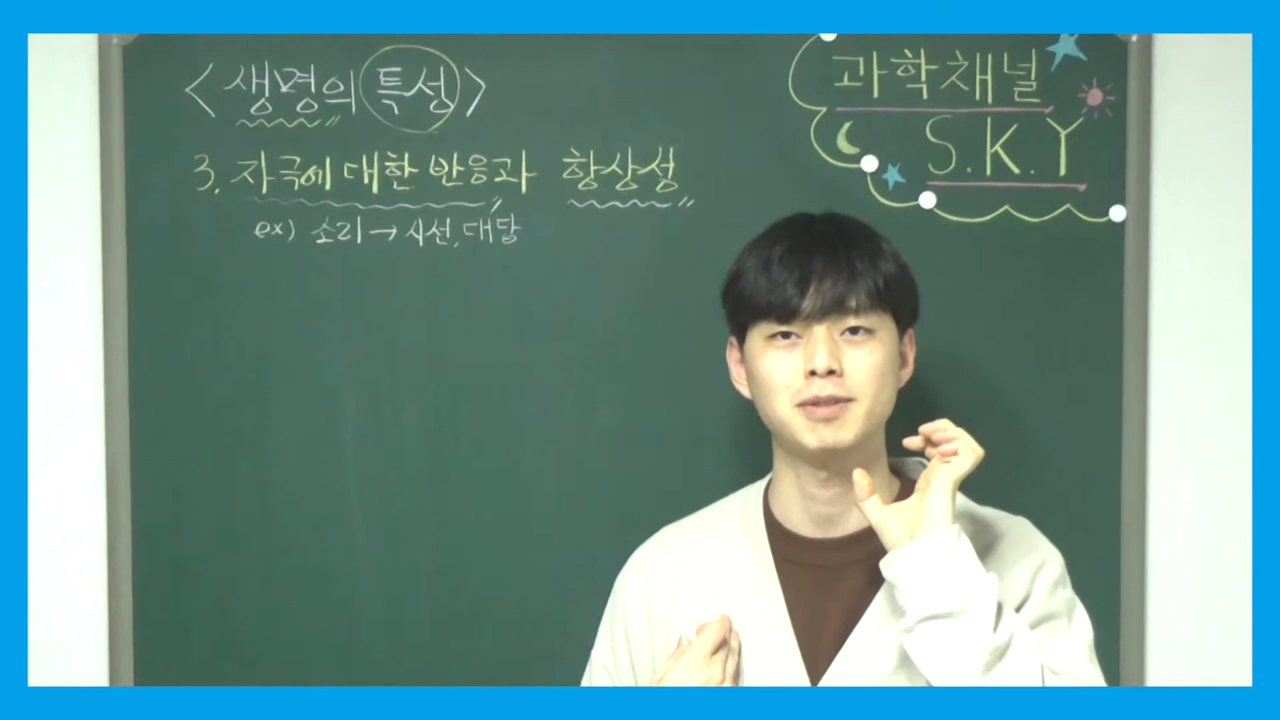 <생명의 특성>
3. 자극에 대한 반응과 항상성
ex) 소리 → 시선, 대답
과학채널
S.K.Y